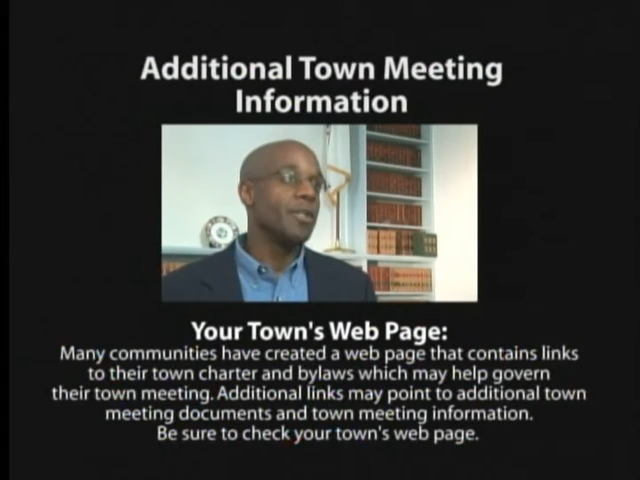 Additional Town Meeting
Information
Your Town's Web Page:
Many communities have created a web page that contains links
to their town charter and bylaws which may help govern
their town meeting. Additional links may point to additional town
meeting documents and town meeting information.
Be sure to check your town's web page.